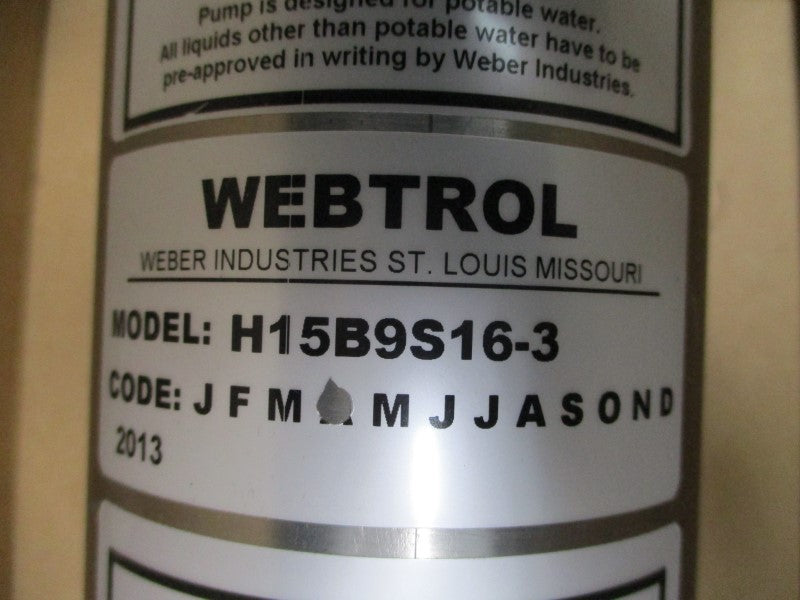 Pump is designed for potable water.
All liquids other than potable water have to be
pre-approved in writing by Weber Industries.
WEBTROL
WEBER INDUSTRIES ST. LOUIS MISSOURI
MODEL: H15B9S16-3
CODE: J F M M J J A S O N D
2013